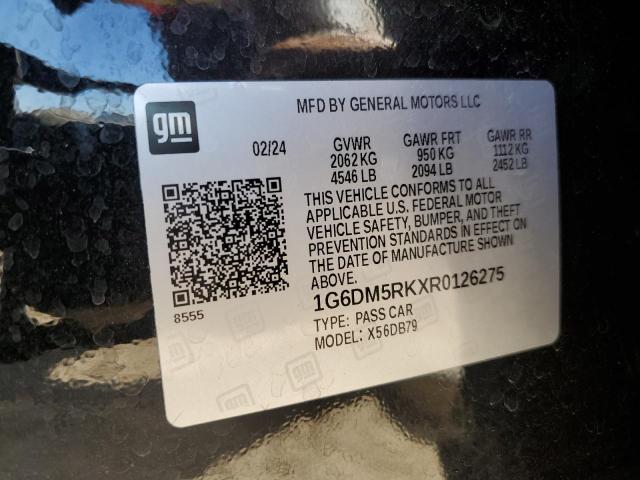 gm
MFD BY GENERAL MOTORS LLC
02/24 GVWR GAWR FRT GAWR RR
2062 KG 950 KG 1112 KG
4546 LB 2094 LB 2452 LB
THIS VEHICLE CONFORMS TO ALL
APPLICABLE U.S. FEDERAL MOTOR
VEHICLE SAFETY, BUMPER, AND THEFT
PREVENTION STANDARDS IN EFFECT ON
THE DATE OF MANUFACTURE SHOWN
ABOVE.
8555
1G6DM5RKXR0126275
TYPE: PASS CAR
MODEL: X56DB79